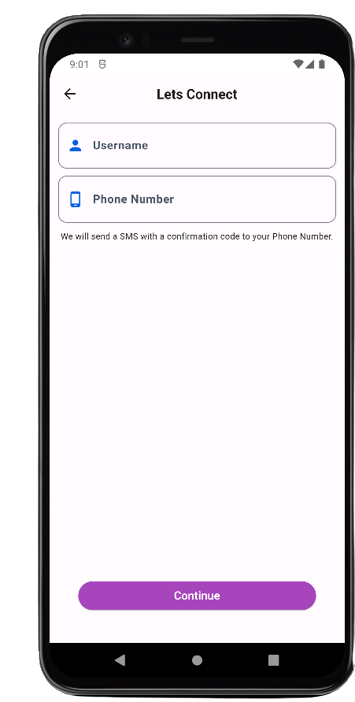 9:01
Lets Connect
Username
Phone Number
We will send a SMS with a confirmation code to your Phone Number.
Continue